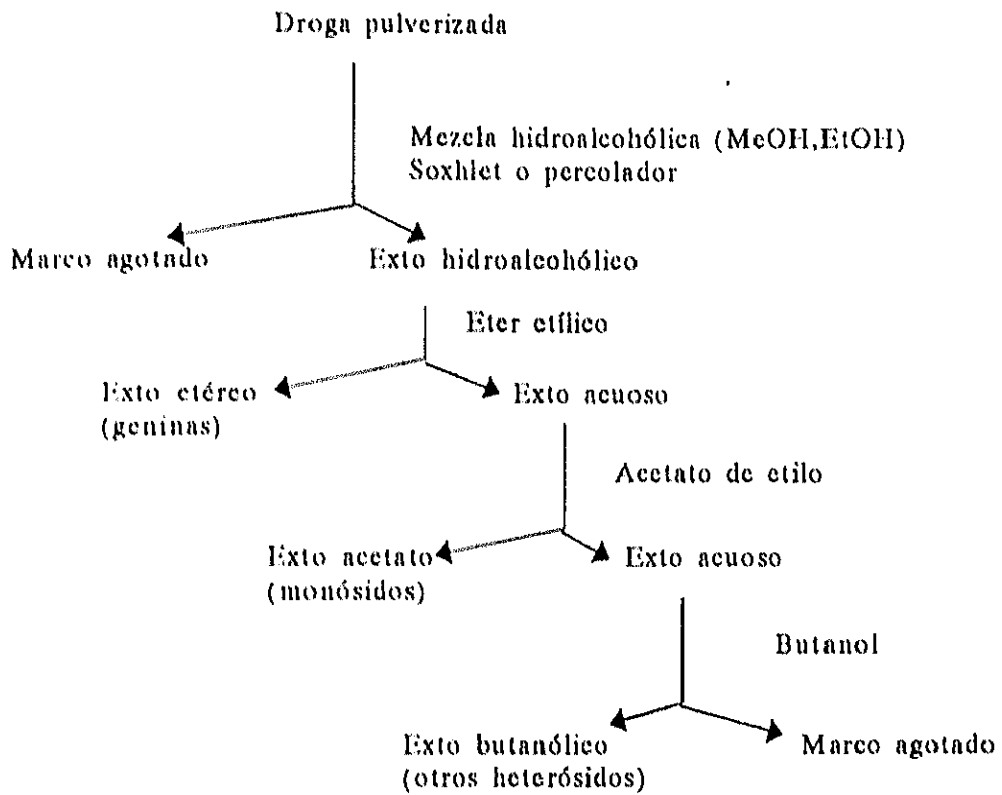 Droga pulverizada
Mezcla hidroalcohólica (MeOH,EtOH)
Soxhlet o percolador
Marco agotado
Exto hidroalcohólico
Eter etílico
Exto etéreo
(geninas)
Exto acuoso
Acetato de etilo
Exto acetato
(monósidos)
Exto acuoso
Butanol
Exto butanólico
(otros heterósidos)
Marco agotado